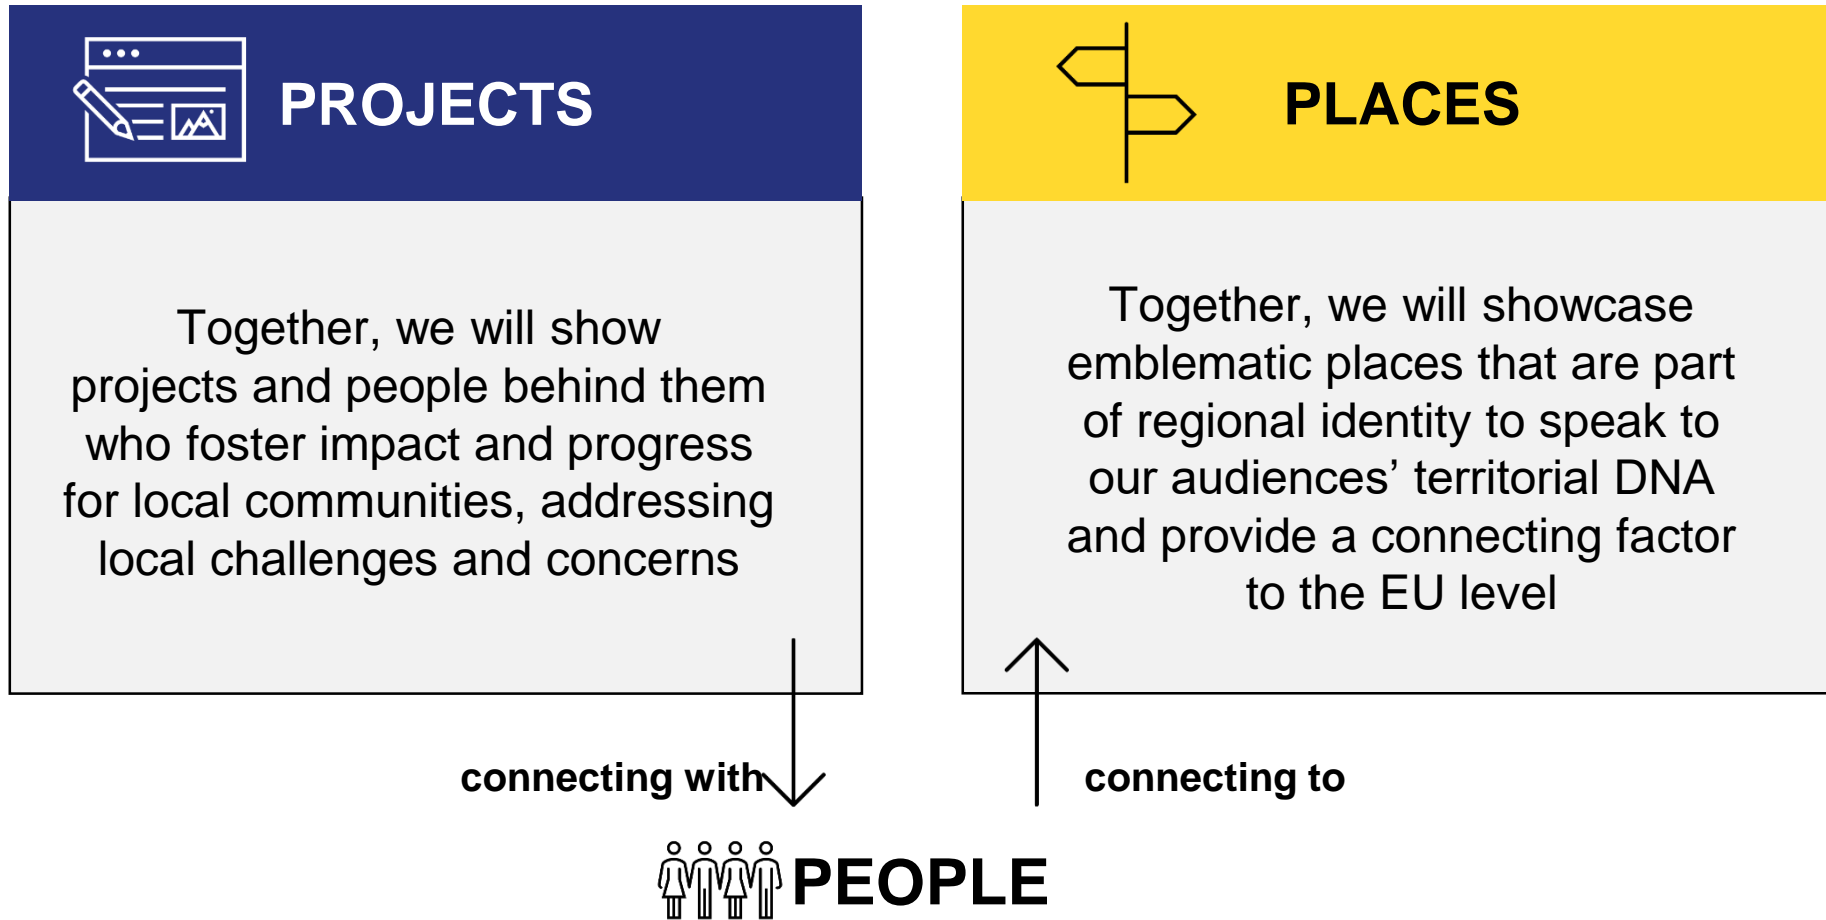 PROJECTS
Together, we will show
projects and people behind them
who foster impact and progress
for local communities, addressing
local challenges and concerns
PLACES
Together, we will showcase
emblematic places that are part
of regional identity to speak to
our audiences’ territorial DNA
and provide a connecting factor
to the EU level
connecting with
connecting to
PEOPLE